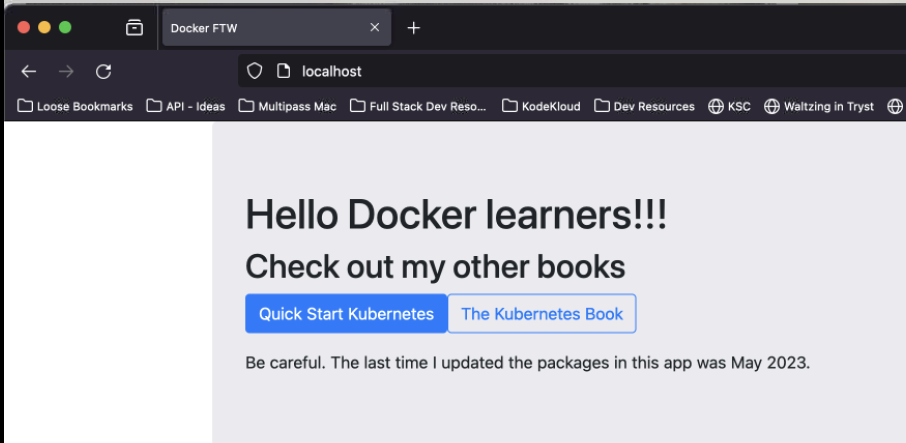 Docker FTW
localhost
Loose Bookmarks API - Ideas Multipass Mac Full Stack Dev Reso... KodeKloud Dev Resources KSC Waltzing in Tryst
Hello Docker learners!!!
Check out my other books
Quick Start Kubernetes The Kubernetes Book
Be careful. The last time I updated the packages in this app was May 2023.